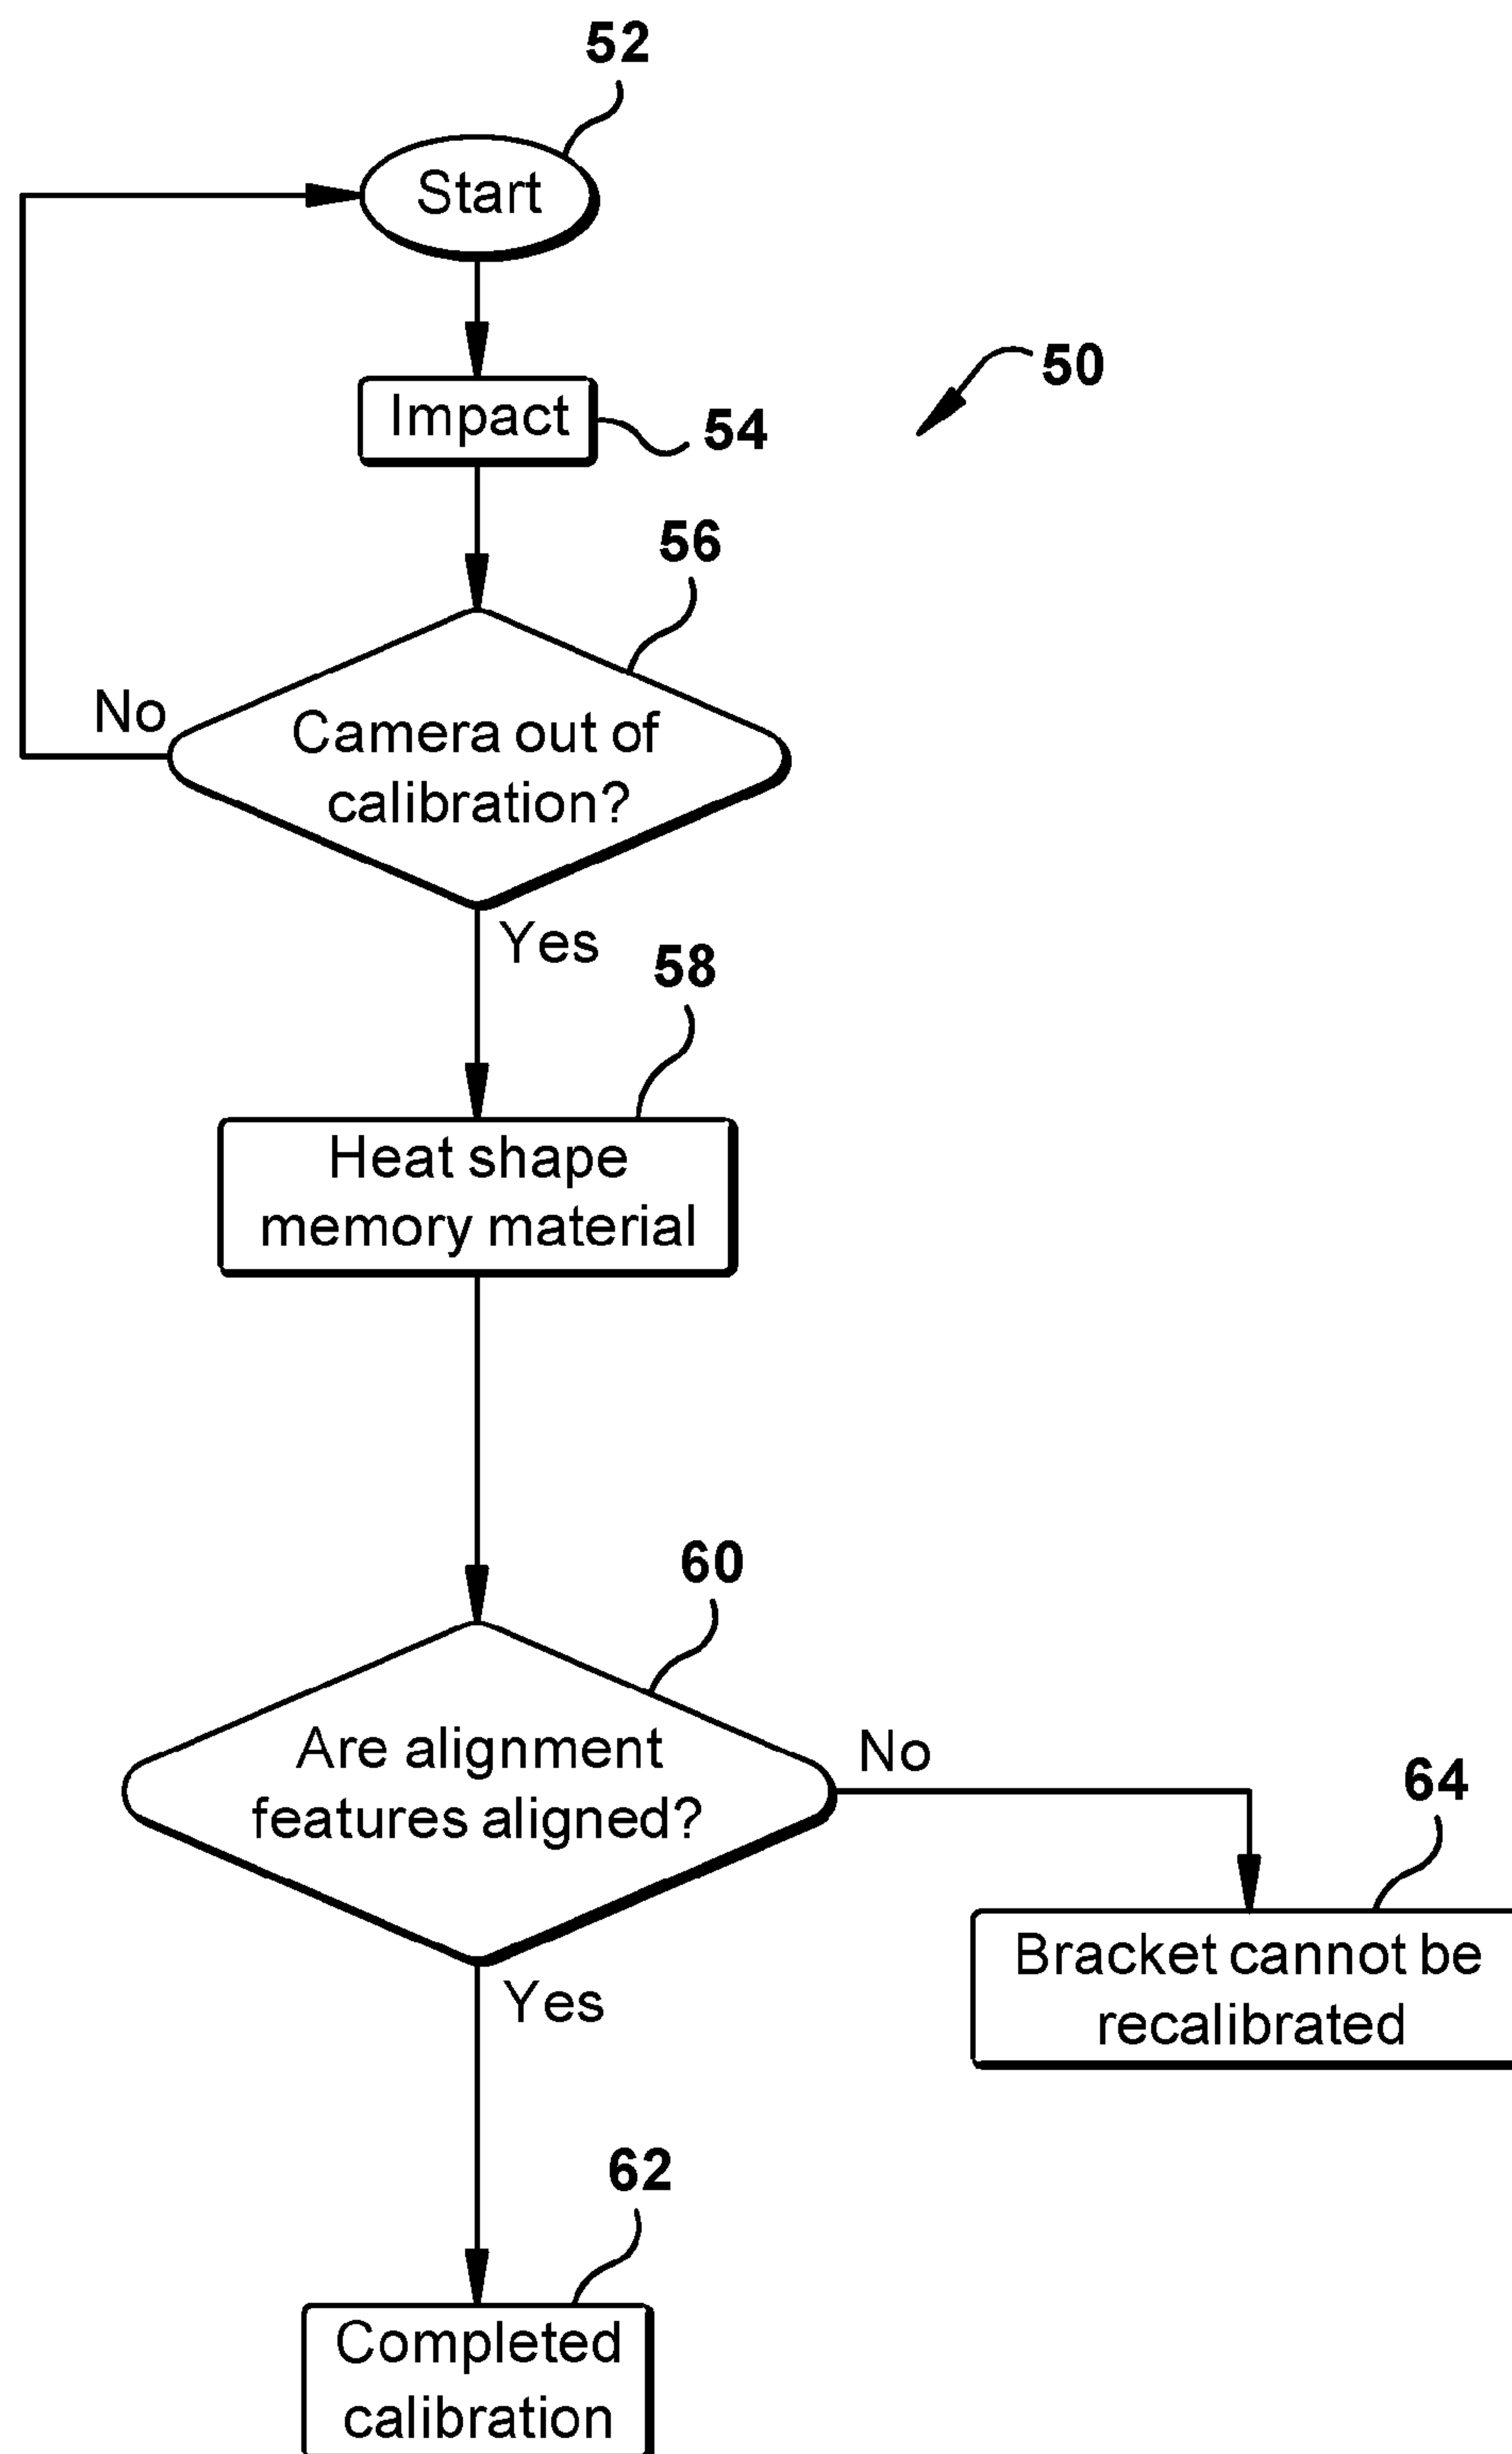 52
Start
Impact
54
50
56
Camera out of
calibration?
No
Yes
58
Heat shape
memory material
60
Are alignment
features aligned?
No
Yes
64
Bracket cannot be
recalibrated
62
Completed
calibration